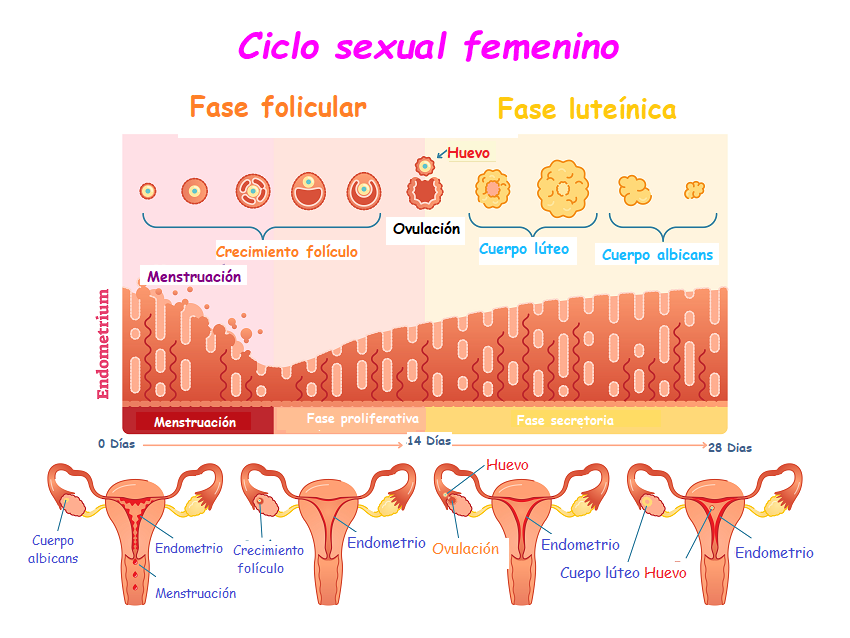 Ciclo sexual femenino
Fase folicular
Fase luteínica
Huevo
Ovulación
Crecimiento folículo
Cuerpo lúteo
Cuerpo albicans
Menstruación
Endometrium
Menstruación
Fase proliferativa
Fase secretoria
0 Días
14 Días
28 Días
Huevo
Cuerpo
albicans
Endometrio
Menstruación
Crecimiento
folículo
Endometrio
Ovulación
Endometrio
Cuepo lúteo
Huevo
Endometrio